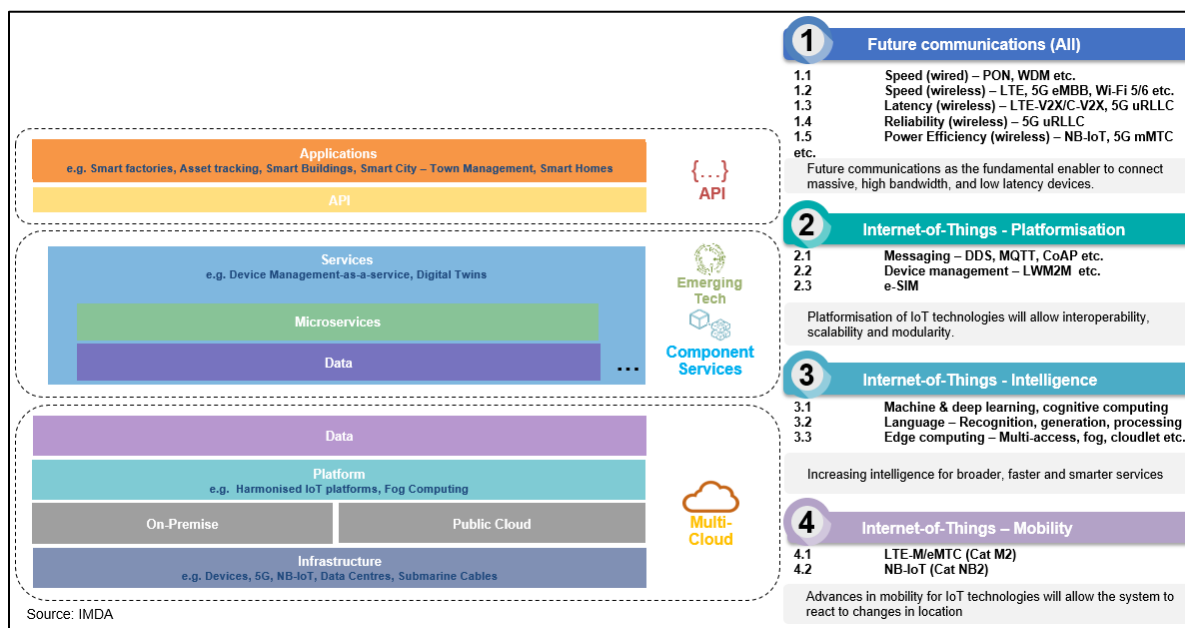 Applications
e.g. Smart factories, Asset tracking, Smart Buildings, Smart City – Town Management, Smart Homes
API
{...}
API
Services
e.g. Device Management-as-a-service, Digital Twins
Microservices
Data
...
Emerging
Tech
Component
Services
Data
Platform
e.g. Harmonised IoT platforms, Fog Computing
On-Premise
Public Cloud
Infrastructure
e.g. Devices, 5G, NB-IoT, Data Centres, Submarine Cables
Multi-
Cloud
Source: IMDA
1
Future communications (All)
1.1 Speed (wired) – PON, WDM etc.
1.2 Speed (wireless) – LTE, 5G eMBB, Wi-Fi 5/6 etc.
1.3 Latency (wireless) – LTE-V2X/C-V2X, 5G uRLLC
1.4 Reliability (wireless) – 5G uRLLC
1.5 Power Efficiency (wireless) – NB-IoT, 5G mMTC
etc.
Future communications as the fundamental enabler to connect
massive, high bandwidth, and low latency devices.
2
Internet-of-Things - Platformisation
2.1 Messaging – DDS, MQTT, CoAP etc.
2.2 Device management – LWM2M etc.
2.3 e-SIM
Platformisation of IoT technologies will allow interoperability,
scalability and modularity.
3
Internet-of-Things - Intelligence
3.1 Machine & deep learning, cognitive computing
3.2 Language – Recognition, generation, processing
3.3 Edge computing – Multi-access, fog, cloudlet etc.
Increasing intelligence for broader, faster and smarter services
4
Internet-of-Things – Mobility
4.1 LTE-M/eMTC (Cat M2)
4.2 NB-IoT (Cat NB2)
Advances in mobility for IoT technologies will allow the system to
react to changes in location